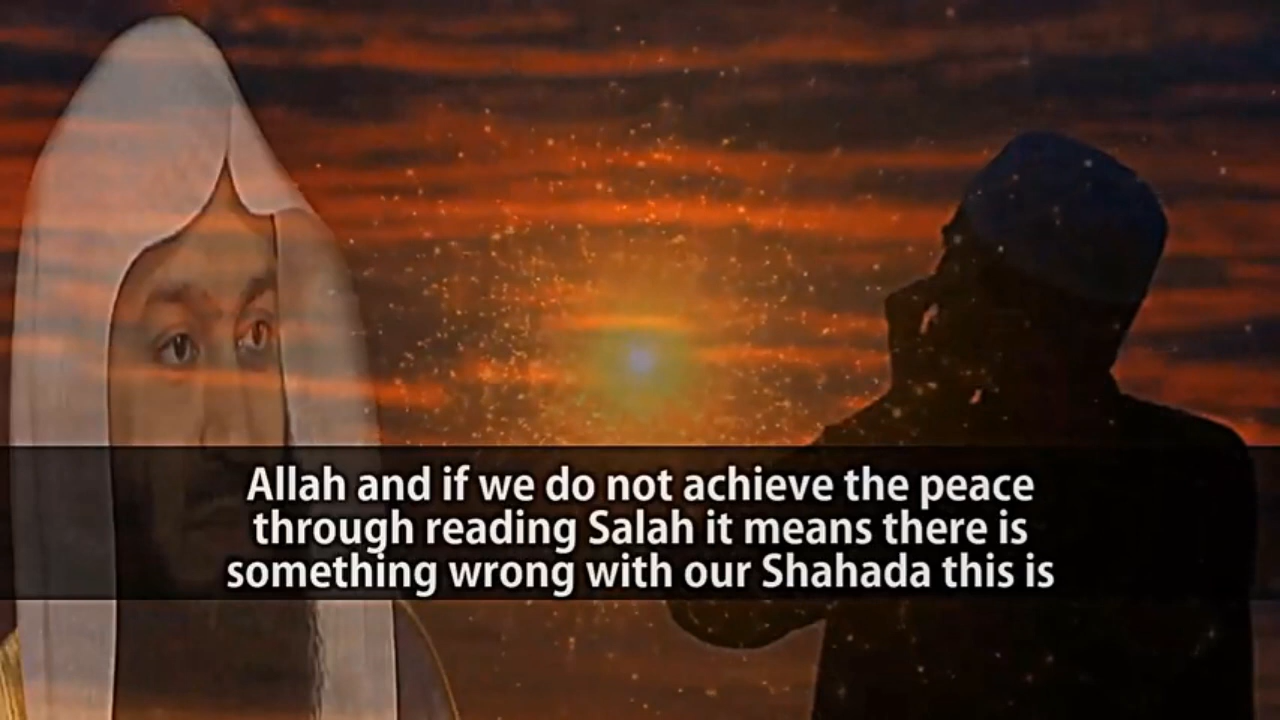 Allah and if we do not achieve the peace
through reading Salah it means there is
something wrong with our Shahada this is